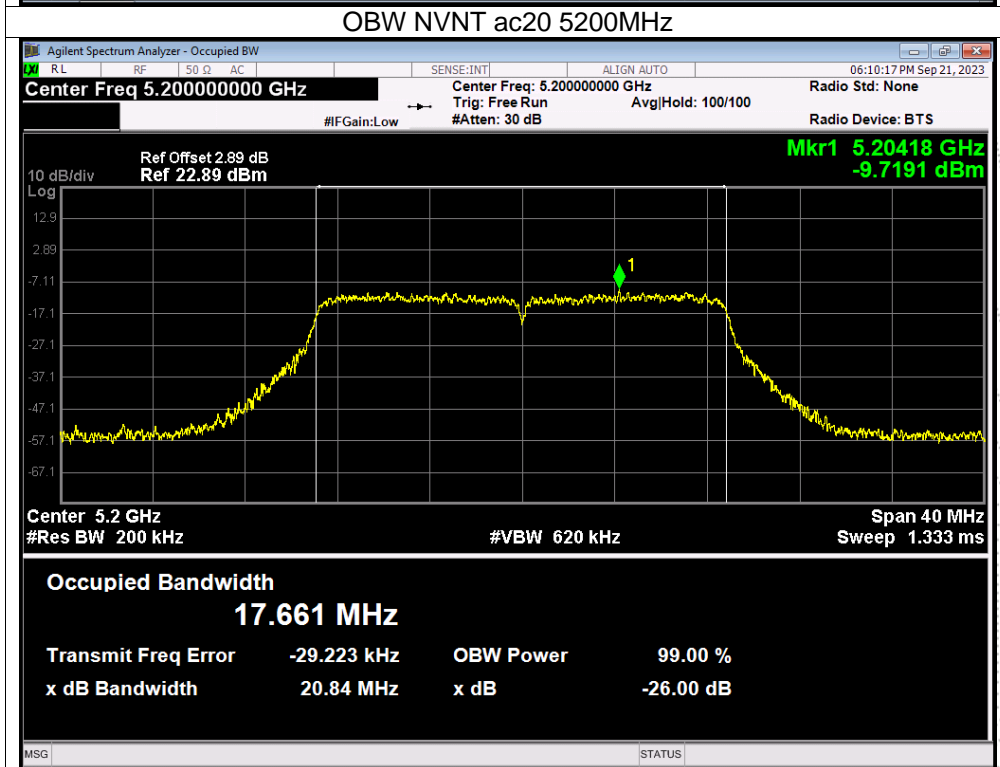 OBW NVNT ac20 5200MHz
Agilent Spectrum Analyzer - Occupied BW
LXI RL RF 50 Ω AC SENSE:INT ALIGN AUTO 06:10:17 PM Sep 21, 2023
Center Freq 5.200000000 GHz Center Freq: 5.200000000 GHz Radio Std: None
Trig: Free Run Avg|Hold: 100/100
#IFGain:Low #Atten: 30 dB Radio Device: BTS
Mkr1 5.20418 GHz
-9.7191 dBm
Ref Offset 2.89 dB
10 dB/div Ref 22.89 dBm
Log
12.9
2.89
1
-7.11
-17.1
-27.1
-37.1
-47.1
-57.1
-67.1
Center 5.2 GHz Span 40 MHz
#Res BW 200 kHz #VBW 620 kHz Sweep 1.333 ms
Occupied Bandwidth
17.661 MHz
Transmit Freq Error -29.223 kHz OBW Power 99.00 %
x dB Bandwidth 20.84 MHz x dB -26.00 dB
MSG STATUS